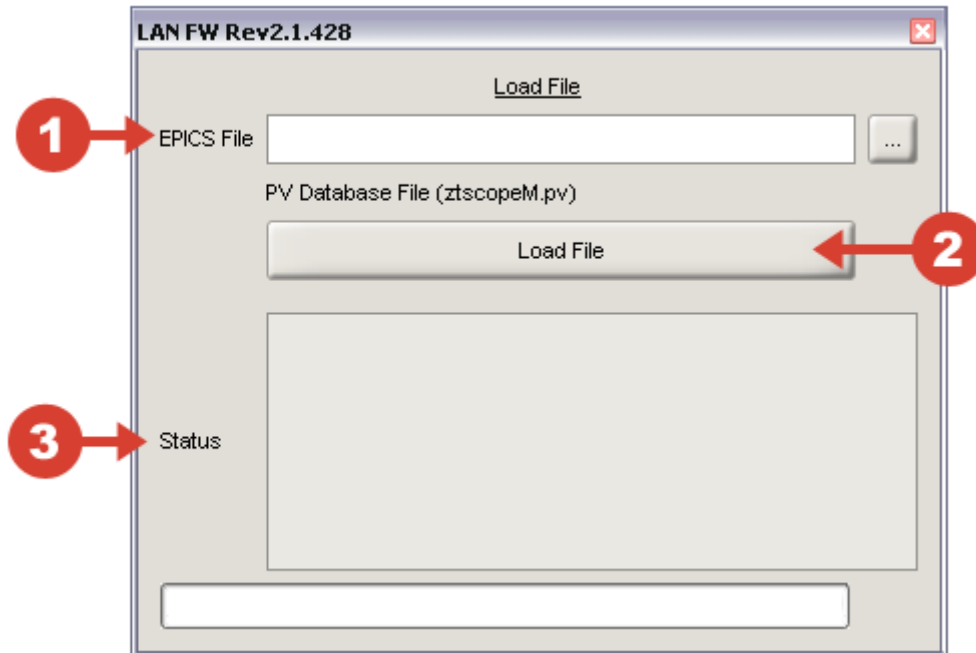 LAN FW Rev2.1.428
Load File
1
EPICS File
...
PV Database File (ztscopeM.pv)
Load File
2
3
Status